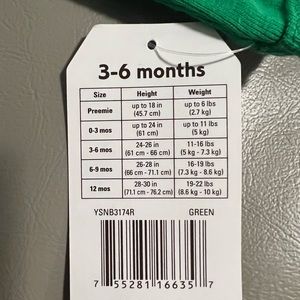 3-6 months
Size Height Weight
Preemie up to 18 in (45.7 cm) up to 6 lbs (2.7 kg)
0-3 mos up to 24 in (61 cm) up to 11 lbs (5 kg)
3-6 mos 24-26 in (61 cm - 66 cm) 11-16 lbs (5 kg - 7.3 kg)
6-9 mos 26-28 in (66 cm - 71.1 cm) 16-19 lbs (7.3 kg - 8.6 kg)
12 mos 28-30 in (71.1 cm - 76.2 cm) 19-22 lbs (8.6 kg - 10 kg)
YSNB3174R GREEN
7 55281 16635 7